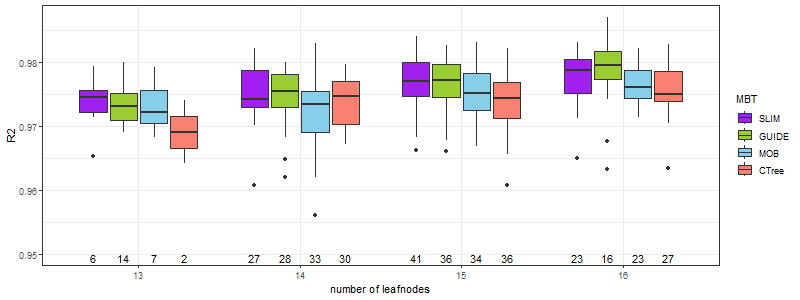 0.98
0.97
0.96
0.95
R2
6 14 7 2 27 28 33 30 41 36 34 36 23 16 23 27
13 14 15 16
number of leafnodes
MBT
SLIM
GUIDE
MOB
CTree